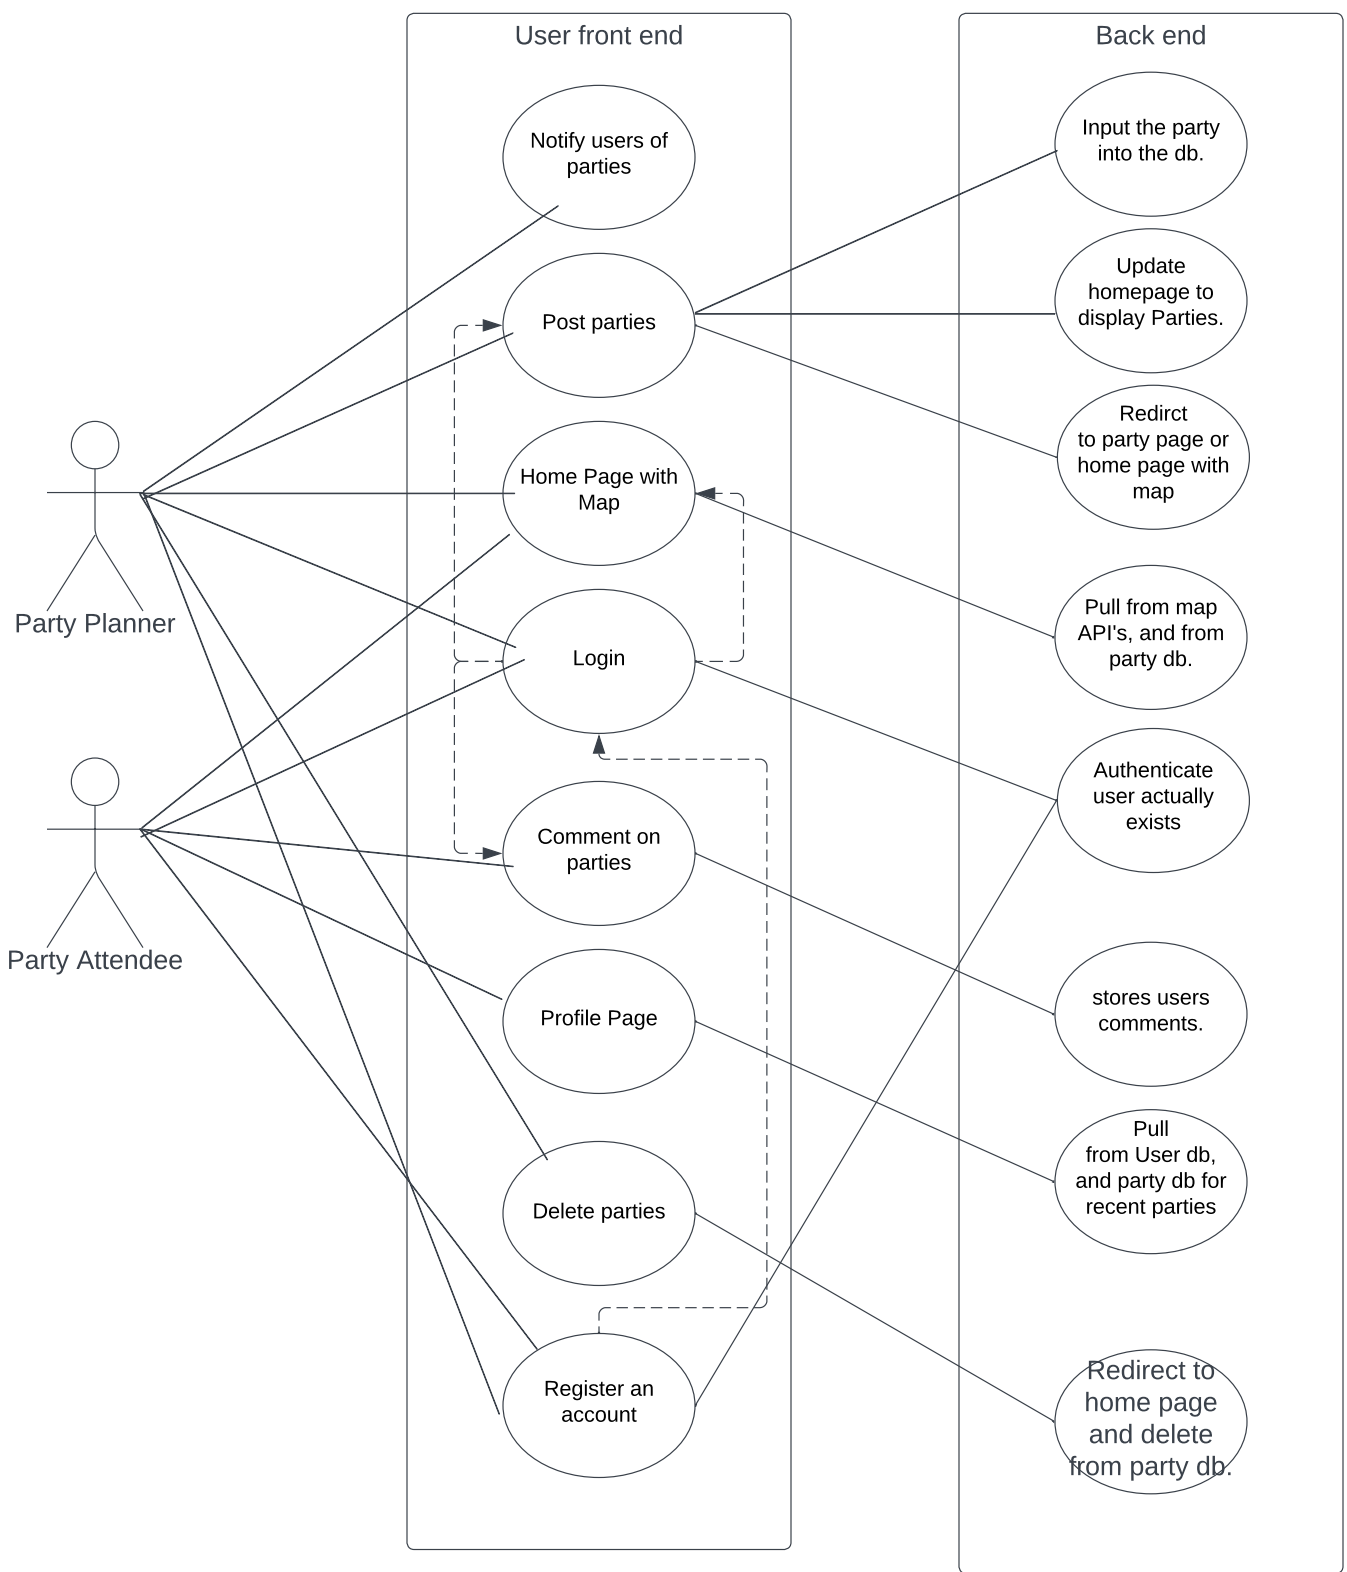 User front end
Back end
Notify users of
parties
Post parties
Home Page with
Map
Login
Comment on
parties
Profile Page
Delete parties
Register an
account
Party Planner
Party Attendee
Input the party
into the db.
Update
homepage to
display Parties.
Redirct
to party page or
home page with
map
Pull from map
API's, and from
party db.
Authenticate
user actually
exists
stores users
comments.
Pull
from User db,
and party db for
recent parties
Redirect to
home page
and delete
from party db.